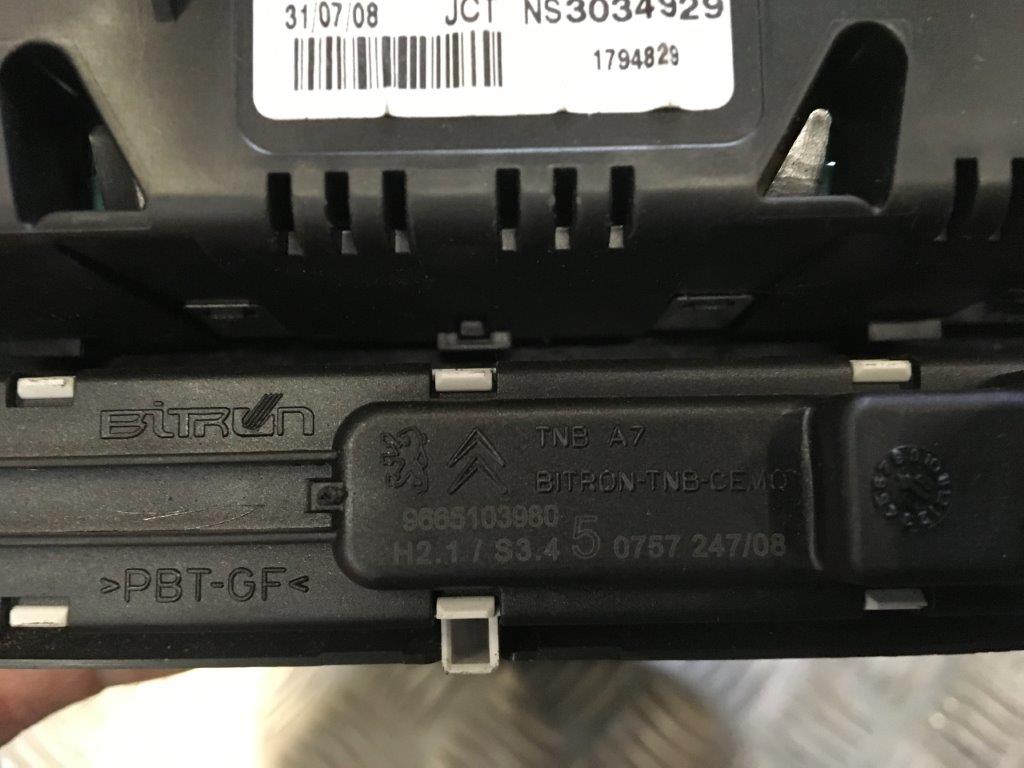 31/07/08 JCT NS3034929
1794829
BiTRON
TNB A7
BITRON-TNB-CEMO
9665103980
H2.1 / S3.4 5 0757 247/08
>PBT-GF<